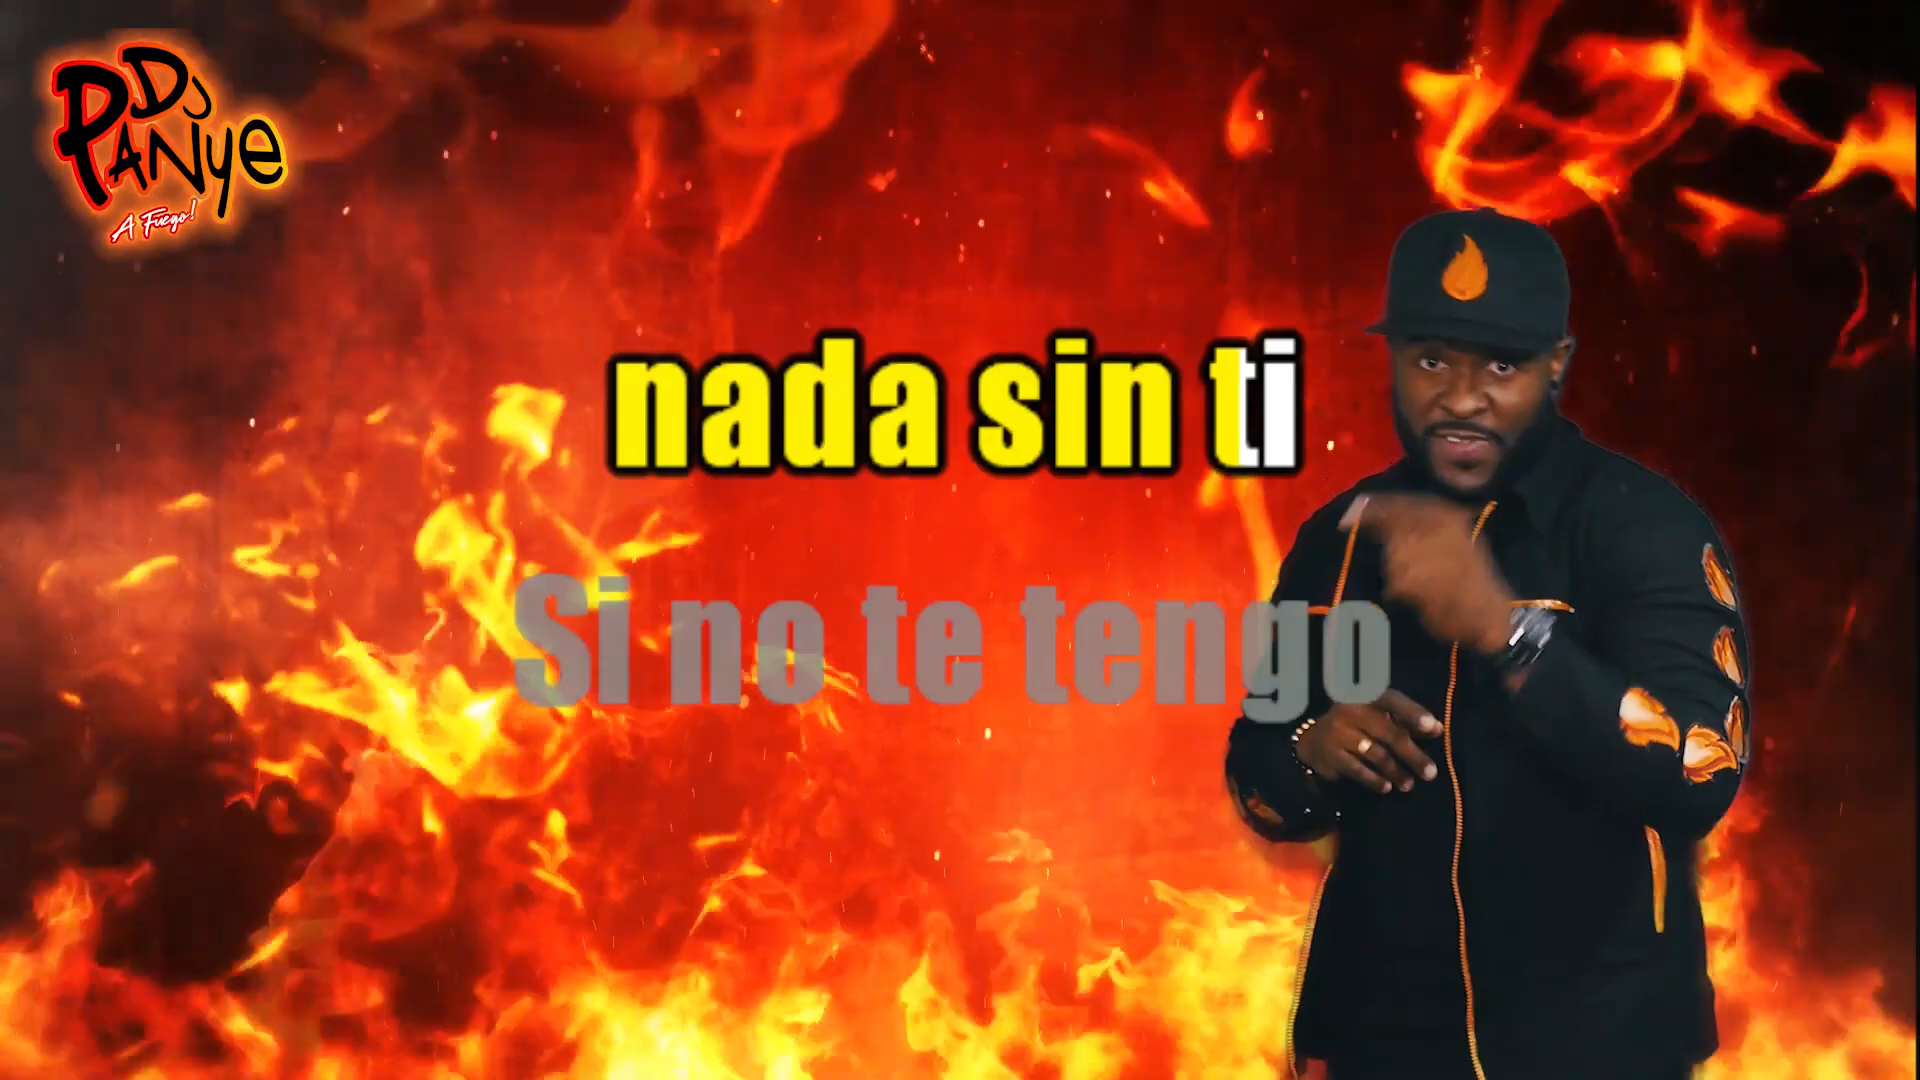 DJ
PANye
A Fuego!
nada sin ti
Si no te tengo